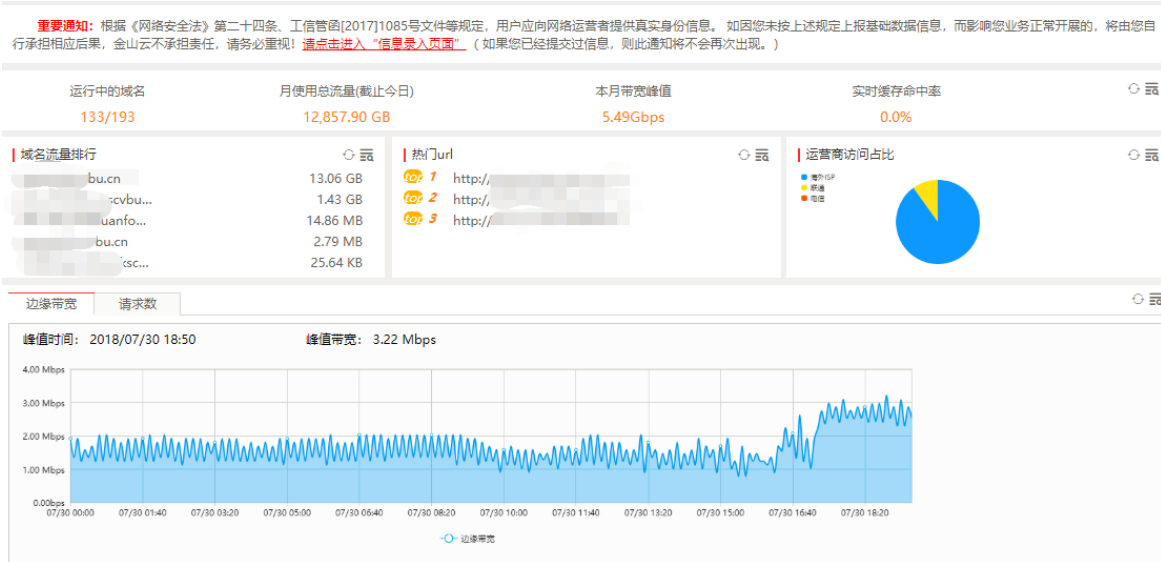 重要通知：根据《网络安全法》第二十四条、工信管函[2017]1085号文件等规定，用户应向网络运营者提供真实身份信息。 如因您未按上述规定上报基础数据信息，而影响您业务正常开展的，将由您自
行承担相应后果，金山云不承担责任，请务必重视！请点击进入“信息录入页面” （ 如果您已经提交过信息，则此通知将不会再次出现。）
运行中的域名 月使用总流量(截止今日) 本月带宽峰值 实时缓存命中率
133/193 12,857.90 GB 5.49Gbps 0.0%
域名流量排行 热门url 运营商访问占比
bu.cn 13.06 GB
scvbu... 1.43 GB
uanfo... 14.86 MB
bu.cn 2.79 MB
ksc... 25.64 KB
top 1 http://
top 2 http://
top 3 http://
海外ISP
联通
电信
边缘带宽 请求数
峰值时间： 2018/07/30 18:50 峰值带宽： 3.22 Mbps
4.00 Mbps
3.00 Mbps
2.00 Mbps
1.00 Mbps
0.00bps
07/30 00:00 07/30 01:40 07/30 03:20 07/30 05:00 07/30 06:40 07/30 08:20 07/30 10:00 07/30 11:40 07/30 13:20 07/30 15:00 07/30 16:40 07/30 18:20
边缘带宽